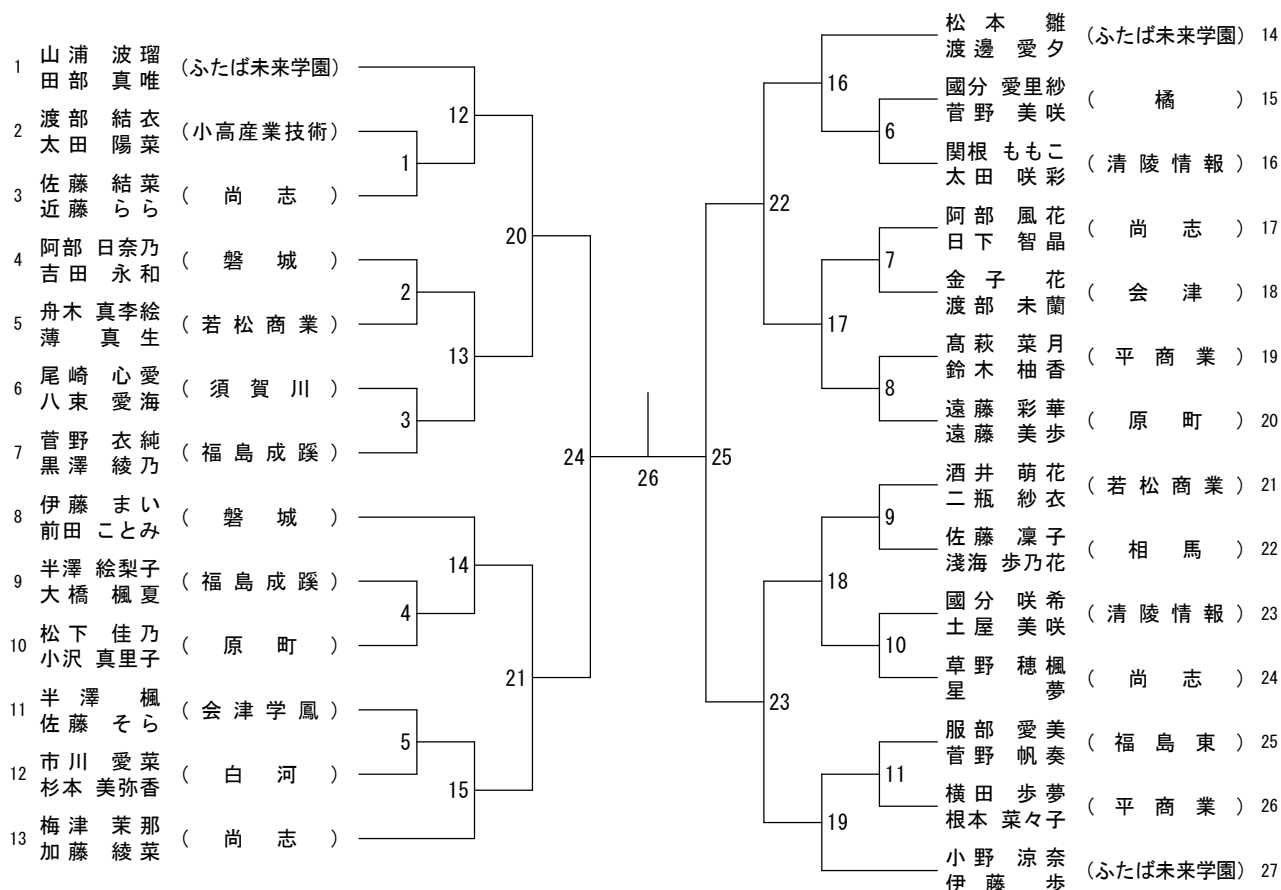 1 山浦 波瑠 (ふたば未来学園)
田部 真唯
12
2 渡部 結衣 (小高産業技術)
太田 陽菜
1
3 佐藤 結菜 (尚志)
近藤 らら
20
4 阿部 日奈乃 (磐城)
吉田 永和
2
5 舟木 真李絵 (若松商業)
薄 真生
13
6 尾崎 心愛 (須賀川)
八束 愛海
3
7 菅野 衣純 (福島成蹊)
黒澤 綾乃
24
8 伊藤 まい (磐城)
前田 ことみ
14
9 半澤 絵梨子 (福島成蹊)
大橋 楓夏
4
10 松下 佳乃 (原町)
小沢 真里子
21
11 半澤 楓 (会津学鳳)
佐藤 そら
5
12 市川 愛菜 (白河)
杉本 美弥香
15
13 梅津 茉那 (尚志)
加藤 綾菜
26
松本 雛 (ふたば未来学園) 14
渡邊 愛夕
16
國分 愛里紗 (橘) 15
菅野 美咲
6
関根 ももこ (清陵情報) 16
太田 咲彩
22
阿部 風花 (尚志) 17
日下 智晶
7
金子 花 (会津) 18
渡部 未蘭
17
髙萩 菜月 (平商業) 19
鈴木 柚香
8
遠藤 彩華 (原町) 20
遠藤 美歩
25
酒井 萌花 (若松商業) 21
二瓶 紗衣
9
佐藤 凜子 (相馬) 22
淺海 歩乃花
18
國分 咲希 (清陵情報) 23
土屋 美咲
10
草野 穂楓 (尚志) 24
星 夢
23
服部 愛美 (福島東) 25
菅野 帆奏
11
横田 歩夢 (平商業) 26
根本 菜々子
19
小野 涼奈 (ふたば未来学園) 27
伊藤 歩